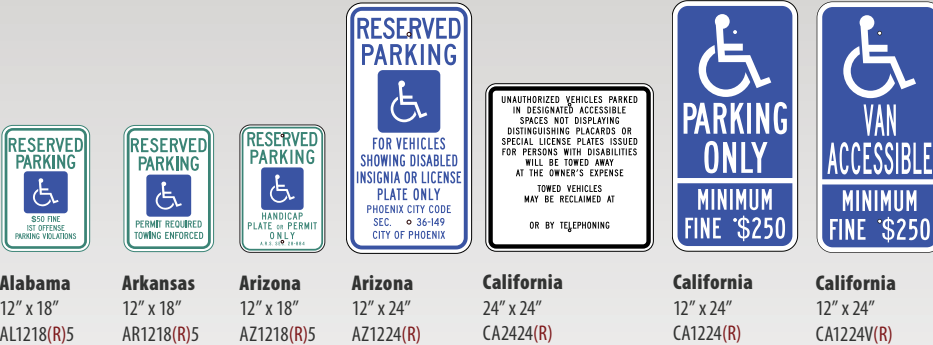 RESERVED
PARKING
$50 FINE
1ST OFFENSE
PARKING VIOLATIONS
RESERVED
PARKING
PERMIT REQUIRED
TOWING ENFORCED
RESERVED
PARKING
HANDICAP
PLATE OR PERMIT
ONLY
RESERVED
PARKING
FOR VEHICLES
SHOWING DISABLED
INSIGNIA OR LICENSE
PLATE ONLY
PHOENIX CITY CODE
SEC. 36-149
CITY OF PHOENIX
UNAUTHORIZED VEHICLES PARKED
IN DESIGNATED ACCESSIBLE
SPACES NOT DISPLAYING
DISTINGUISHING PLACARDS OR
SPECIAL LICENSE PLATES ISSUED
FOR PERSONS WITH DISABILITIES
WILL BE TOWED AWAY
AT THE OWNER'S EXPENSE
TOWED VEHICLES
MAY BE RECLAIMED AT
OR BY TELEPHONING
PARKING
ONLY
MINIMUM
FINE $250
VAN
ACCESSIBLE
MINIMUM
FINE $250
Alabama
12" x 18"
AL1218(R)5
Arkansas
12" x 18"
AR1218(R)5
Arizona
12" x 18"
AZ1218(R)5
Arizona
12" x 24"
AZ1224(R)
California
24" x 24"
CA2424(R)
California
12" x 24"
CA1224(R)
California
12" x 24"
CA1224V(R)